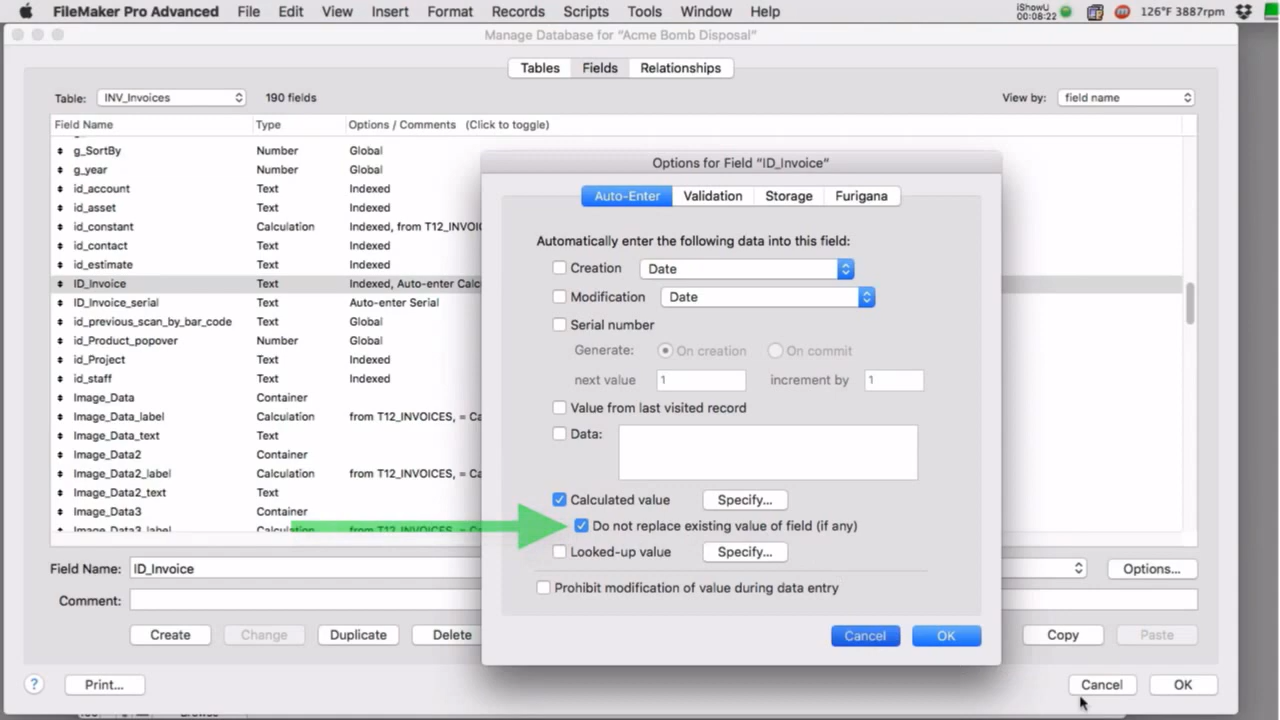 FileMaker Pro Advanced File Edit View Insert Format Records Scripts Tools Window Help iShowU 00:08:22 126°F 3887rpm
Manage Database for “Acme Bomb Disposal”
Tables Fields Relationships
Table: INV_Invoices 190 fields View by: field name
Field Name Type Options / Comments (Click to toggle)
g_SortBy Number Global
g_year Number Global
id_account Text Indexed
id_asset Text Indexed
id_constant Calculation Indexed, from T12_INVOIC
id_contact Text Indexed
id_estimate Text Indexed
ID_Invoice Text Indexed, Auto-enter Calc
ID_Invoice_serial Text Auto-enter Serial
id_previous_scan_by_bar_code Text Global
id_Product_popover Number Global
id_Project Text Indexed
id_staff Text Indexed
Image_Data Container
Image_Data_label Calculation from T12_INVOICES, = Ca
Image_Data_text Text
Image_Data2 Container
Image_Data2_label Calculation from T12_INVOICES, = Ca
Image_Data2_text Text
Image_Data3 Container
Image_Data3_label Calculation from T12_INVOICES, = Ca
Field Name: ID_Invoice Options...
Comment:
Create Change Duplicate Delete Copy Paste
? Print... Cancel OK
Options for Field “ID_Invoice”
Auto-Enter Validation Storage Furigana
Automatically enter the following data into this field:
Creation Date
Modification Date
Serial number
Generate: On creation On commit
next value 1 increment by 1
Value from last visited record
Data:
Calculated value Specify...
Do not replace existing value of field (if any)
Looked-up value Specify...
Prohibit modification of value during data entry
Cancel OK